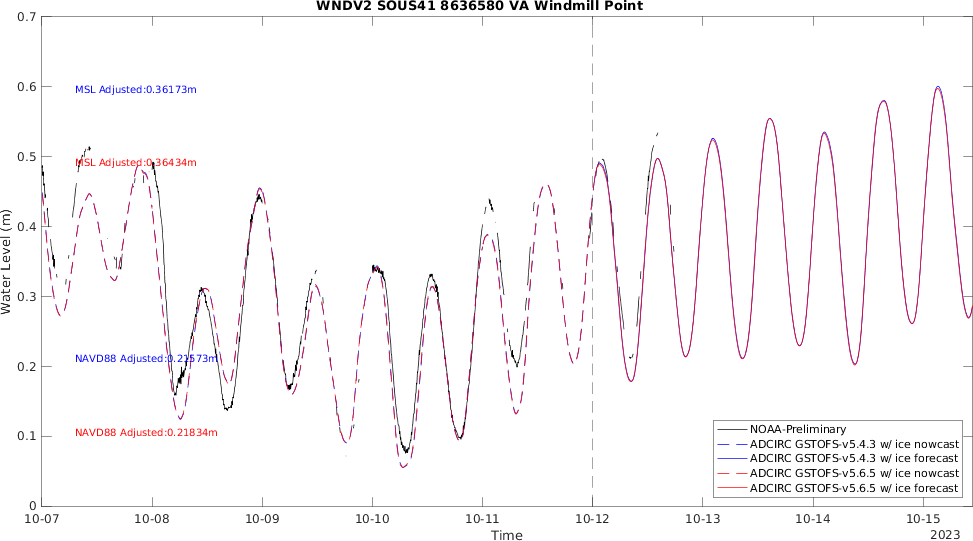 WNDV2 SOUS41 8636580 VA Windmill Point
Water Level (m)
0.7
0.6
0.5
0.4
0.3
0.2
0.1
0
MSL Adjusted:0.36173m
MSL Adjusted:0.36434m
NAVD88 Adjusted:0.21573m
NAVD88 Adjusted:0.21834m
NOAA-Preliminary
ADCIRC GSTOFS-v5.4.3 w/ ice nowcast
ADCIRC GSTOFS-v5.4.3 w/ ice forecast
ADCIRC GSTOFS-v5.6.5 w/ ice nowcast
ADCIRC GSTOFS-v5.6.5 w/ ice forecast
10-07 10-08 10-09 10-10 10-11 10-12 10-13 10-14 10-15
Time
2023